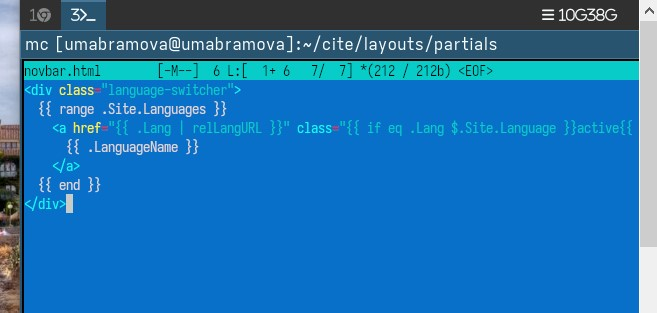 1 3>_ ☰ 10G38G
mc [umabramova@umabramova]:~/cite/layouts/partials
novbar.html [-M--] 6 L:[ 1+ 6 7/ 7] *(212 / 212b) <EOF>
<div class="language-switcher">
{{ range .Site.Languages }}
<a href="{{ .Lang | relLangURL }}" class="{{ if eq .Lang $.Site.Language }}active{{
{{ .LanguageName }}
</a>
{{ end }}
</div>